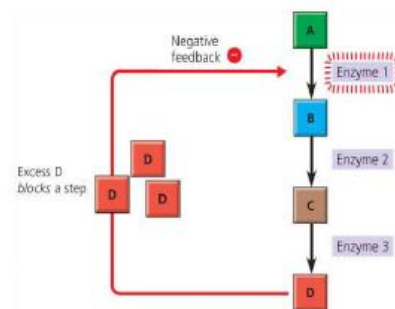 A
Negative
feedback −
Enzyme 1
B
D
Excess D
blocks a step
D
D
Enzyme 2
C
Enzyme 3
D